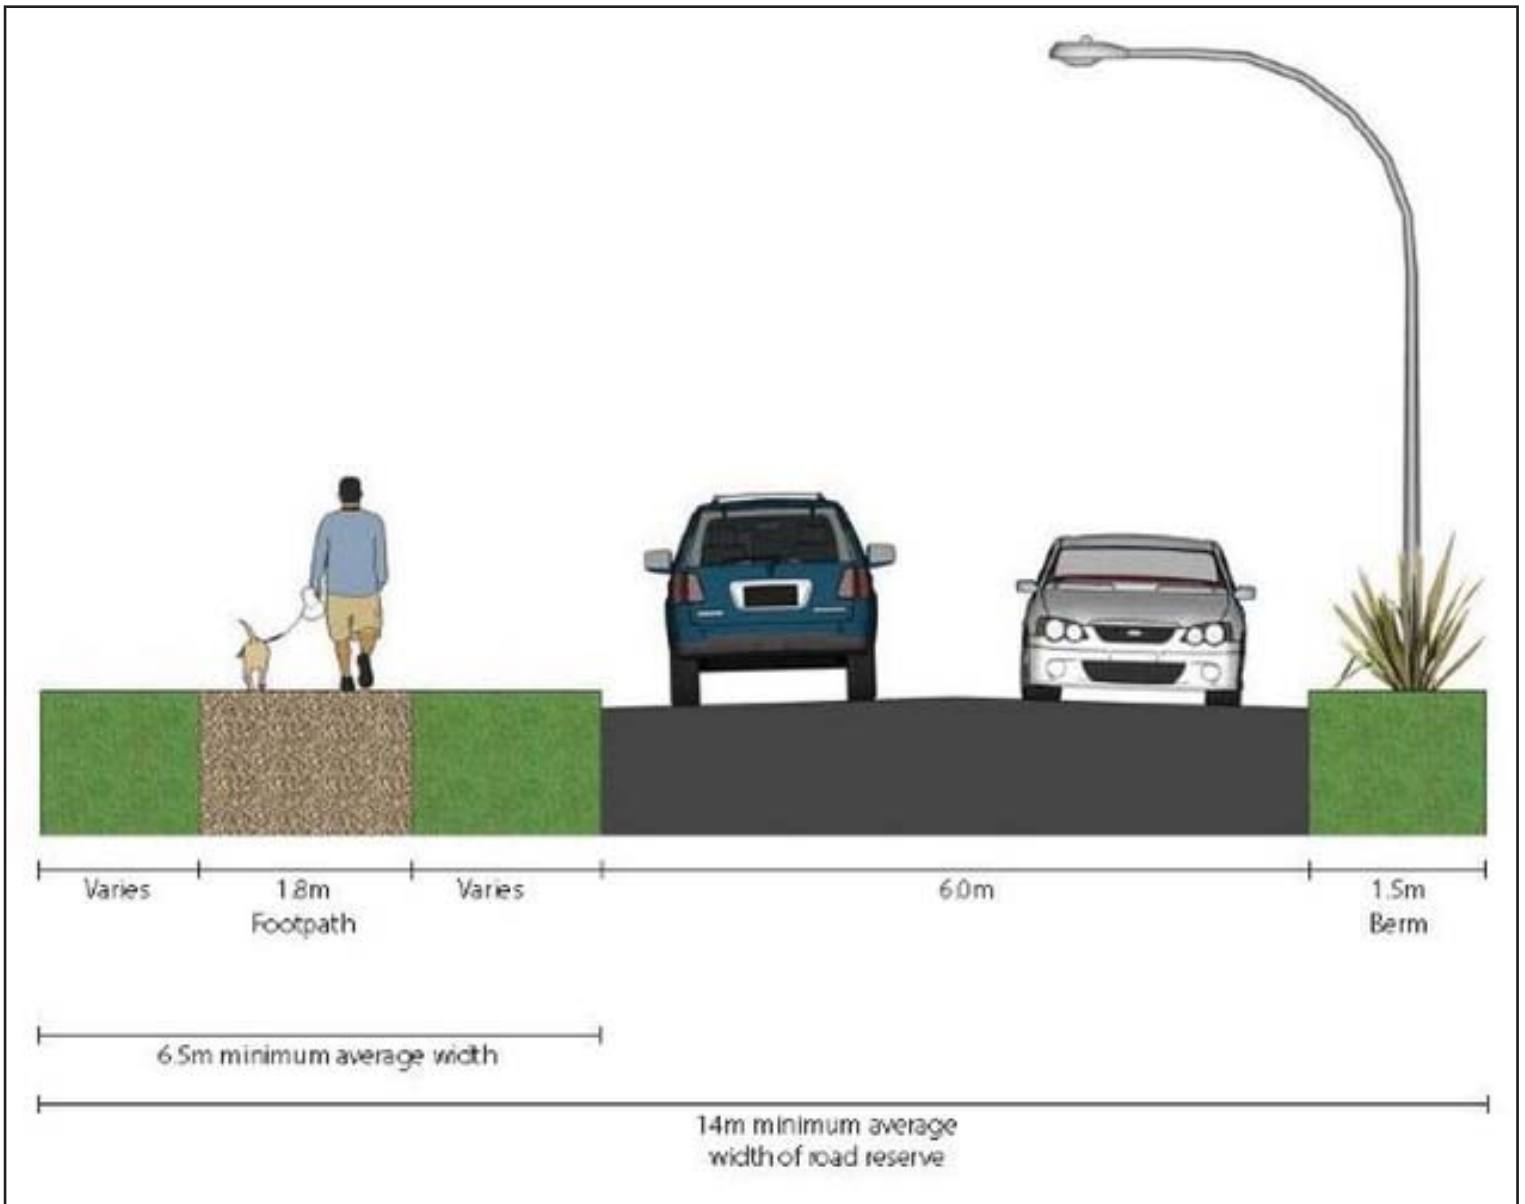 Varies
1.8m
Footpath
Varies
6.0m
1.5m
Berm
6.5m minimum average width
14m minimum average
width of road reserve